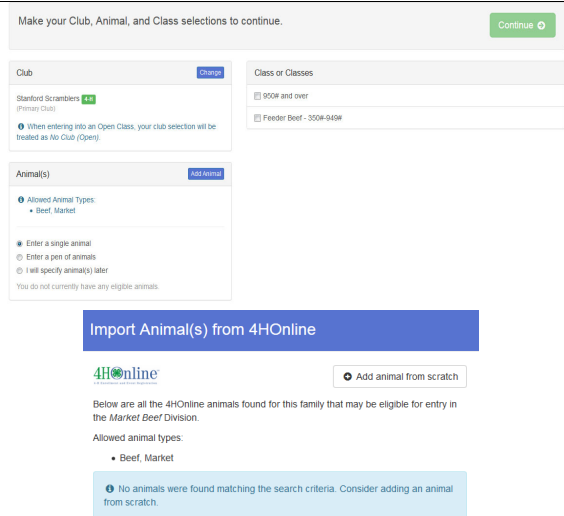 Make your Club, Animal, and Class selections to continue.
Continue
Club
Change
Stanford Scramblers 4-H
(Primary Club)
When entering into an Open Class, your club selection will be
treated as No Club (Open).
Class or Classes
950# and over
Feeder Beef - 350#-949#
Animal(s)
Add Animal
Allowed Animal Types:
• Beef, Market
Enter a single animal
Enter a pen of animals
I will specify animal(s) later
You do not currently have any eligible animals.
Import Animal(s) from 4HOnline
4HOnline
Add animal from scratch
Below are all the 4HOnline animals found for this family that may be eligible for entry in
the Market Beef Division.
Allowed animal types:
• Beef, Market
No animals were found matching the search criteria. Consider adding an animal
from scratch.